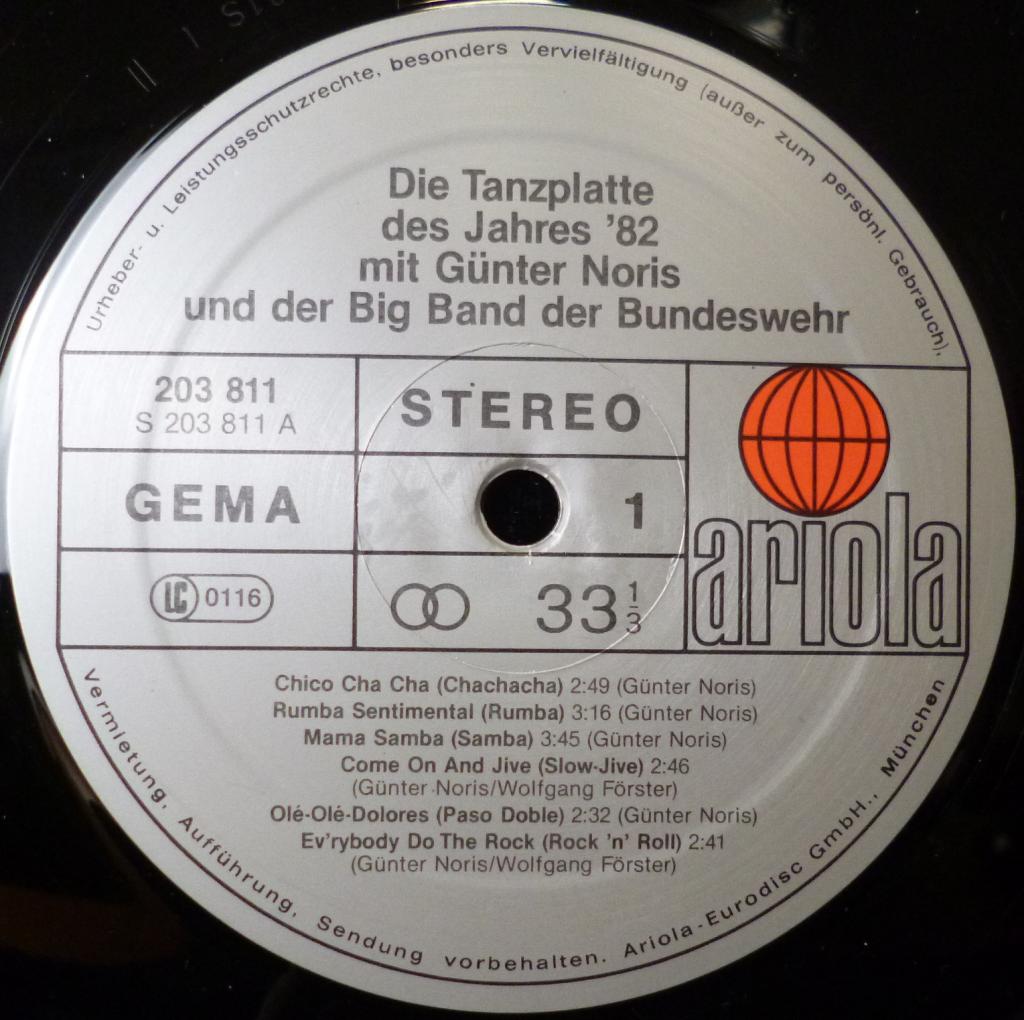 Urheber- u. Leistungsschutzrechte, besonders Vervielfältigung (außer zum persönl. Gebrauch),
Die Tanzplatte
des Jahres '82
mit Günter Noris
und der Big Band der Bundeswehr
203 811
S 203 811 A
STEREO
GEMA
1
LC 0116
33 1/3
ariola
Chico Cha Cha (Chachacha) 2:49 (Günter Noris)
Rumba Sentimental (Rumba) 3:16 (Günter Noris)
Mama Samba (Samba) 3:45 (Günter Noris)
Come On And Jive (Slow-Jive) 2:46
(Günter Noris/Wolfgang Förster)
Olé-Olé-Dolores (Paso Doble) 2:32 (Günter Noris)
Ev'rybody Do The Rock (Rock 'n' Roll) 2:41
(Günter Noris/Wolfgang Förster)
Vermietung, Aufführung, Sendung vorbehalten. Ariola-Eurodisc GmbH., München